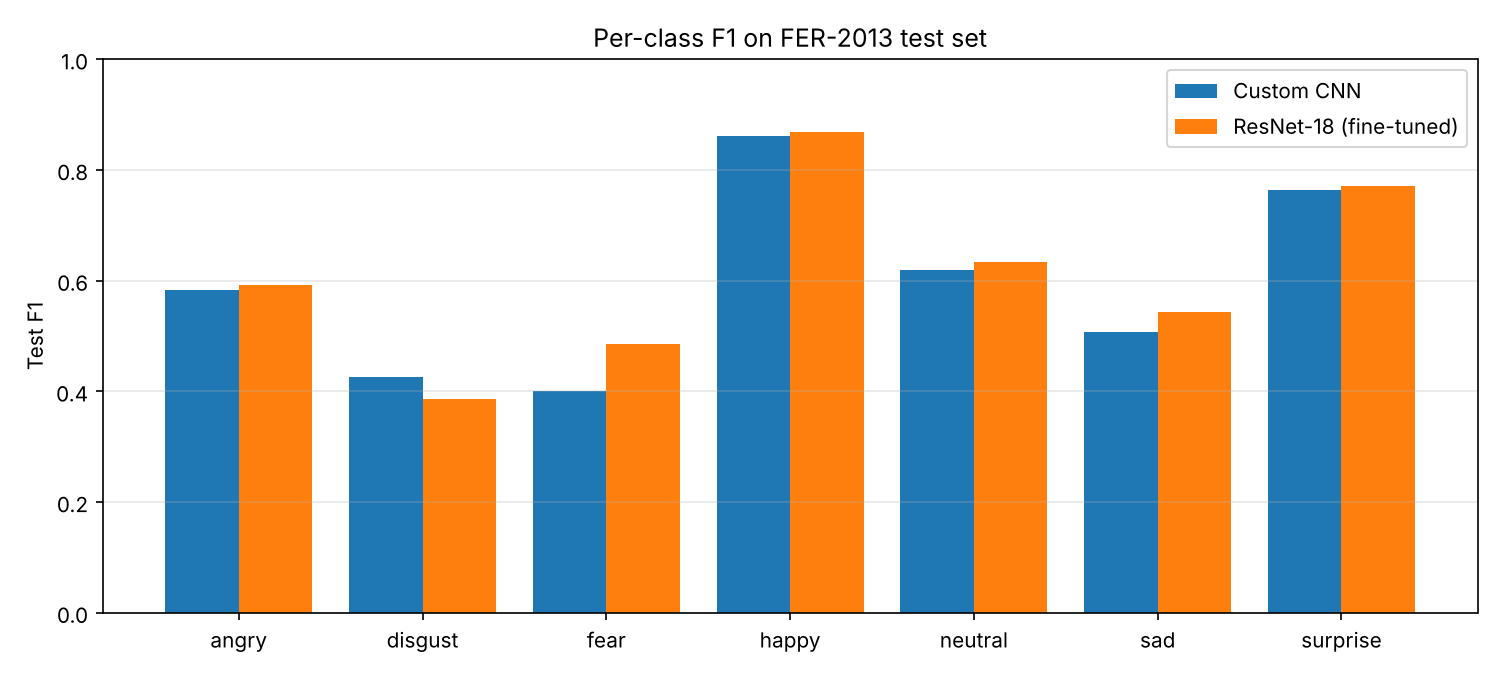 Per-class F1 on FER-2013 test set
Custom CNN
ResNet-18 (fine-tuned)
Test F1
1.0
0.8
0.6
0.4
0.2
0.0
angry disgust fear happy neutral sad surprise